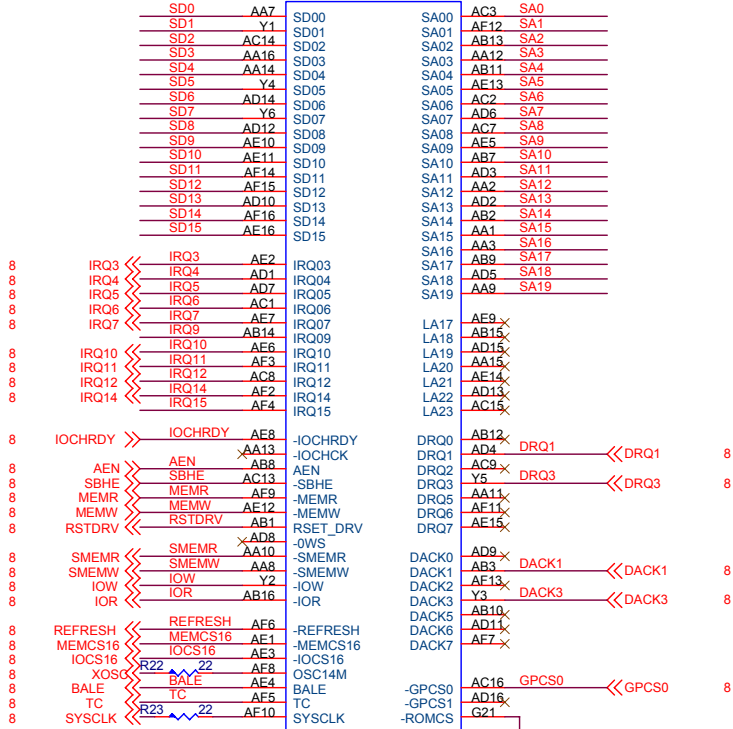 SD0 AA7 SD00 SA00 AC3 SA0
SD1 Y1 SD01 SA01 AF12 SA1
SD2 AC14 SD02 SA02 AB13 SA2
SD3 AA16 SD03 SA03 AA12 SA3
SD4 AA14 SD04 SA04 AB11 SA4
SD5 Y4 SD05 SA05 AE13 SA5
SD6 AD14 SD06 SA06 AC2 SA6
SD7 Y6 SD07 SA07 AD6 SA7
SD8 AD12 SD08 SA08 AC7 SA8
SD9 AE10 SD09 SA09 AE5 SA9
SD10 AE11 SD10 SA10 AB7 SA10
SD11 AF14 SD11 SA11 AD3 SA11
SD12 AF15 SD12 SA12 AA2 SA12
SD13 AD10 SD13 SA13 AD2 SA13
SD14 AF16 SD14 SA14 AB2 SA14
SD15 AE16 SD15 SA15 AA1 SA15
SA16 AA3 SA16
8 IRQ3 IRQ3 AE2 IRQ03 SA17 AB9 SA17
8 IRQ4 IRQ4 AD1 IRQ04 SA18 AD5 SA18
8 IRQ5 IRQ5 AD7 IRQ05 SA19 AA9 SA19
8 IRQ6 IRQ6 AC1 IRQ06
8 IRQ7 IRQ7 AE7 IRQ07 LA17 AE9
IRQ9 AB14 IRQ09 LA18 AB15
8 IRQ10 IRQ10 AE6 IRQ10 LA19 AD15
8 IRQ11 IRQ11 AF3 IRQ11 LA20 AA15
8 IRQ12 IRQ12 AC8 IRQ12 LA21 AE14
8 IRQ14 IRQ14 AF2 IRQ14 LA22 AD13
IRQ15 AF4 IRQ15 LA23 AC15
8 IOCHRDY IOCHRDY AE8 -IOCHRDY DRQ0 AB12
AA13 -IOCHCK DRQ1 AD4 DRQ1 DRQ1 8
8 AEN AEN AB8 AEN DRQ2 AC9
8 SBHE SBHE AC13 -SBHE DRQ3 Y5 DRQ3 DRQ3 8
8 MEMR MEMR AF9 -MEMR DRQ5 AA11
8 MEMW MEMW AE12 -MEMW DRQ6 AF11
8 RSTDRV RSTDRV AB1 RSET_DRV DRQ7 AE15
AD8 -0WS
8 SMEMR SMEMR AA10 -SMEMR DACK0 AD9
8 SMEMW SMEMW AA8 -SMEMW DACK1 AB3 DACK1 DACK1 8
8 IOW IOW Y2 -IOW DACK2 AF13
8 IOR IOR AB16 -IOR DACK3 Y3 DACK3 DACK3 8
DACK5 AB10
8 REFRESH REFRESH AF6 -REFRESH DACK6 AD11
8 MEMCS16 MEMCS16 AE1 -MEMCS16 DACK7 AF7
8 IOCS16 IOCS16 AE3 -IOCS16
8 XOSC R22 22 AF8 OSC14M
8 BALE BALE AE4 BALE -GPCS0 AC16 GPCS0 GPCS0 8
8 TC TC AF5 TC -GPCS1 AD16
8 SYSCLK R23 22 AF10 SYSCLK -ROMCS G21